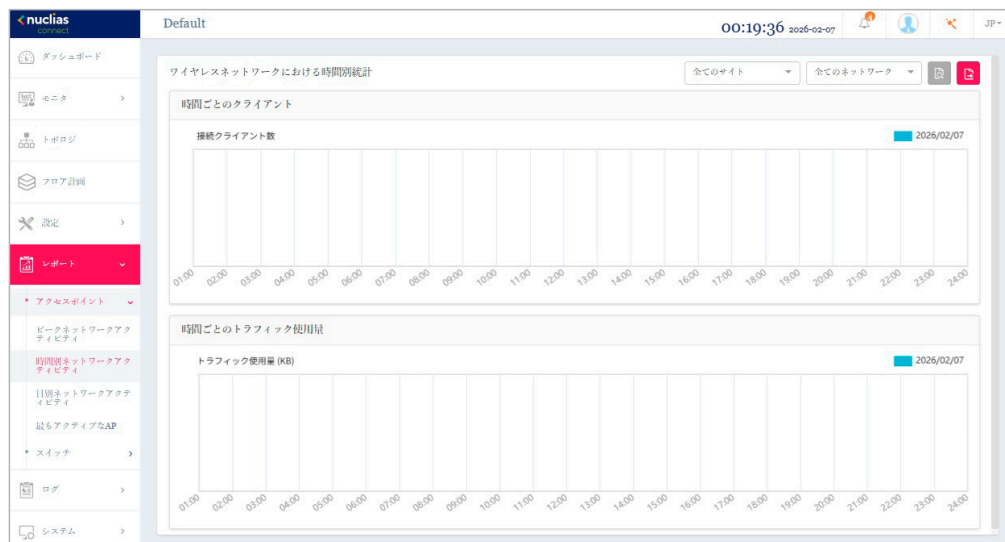 nuclias
connect
Default
00:19:36 2026-02-07
4
JP
ダッシュボード
モニタ
トポロジ
フロア計画
設定
レポート
アクセスポイント
ピークネットワークアク
ティビティ
時間別ネットワークアク
ティビティ
日別ネットワークアクテ
ィビティ
最もアクティブなAP
スイッチ
ログ
システム
ワイヤレスネットワークにおける時間別統計
全てのサイト
全てのネットワーク
時間ごとのクライアント
接続クライアント数
2026/02/07
01:00 02:00 03:00 04:00 05:00 06:00 07:00 08:00 09:00 10:00 11:00 12:00 13:00 14:00 15:00 16:00 17:00 18:00 19:00 20:00 21:00 22:00 23:00 24:00
時間ごとのトラフィック使用量
トラフィック使用量 (KB)
2026/02/07
01:00 02:00 03:00 04:00 05:00 06:00 07:00 08:00 09:00 10:00 11:00 12:00 13:00 14:00 15:00 16:00 17:00 18:00 19:00 20:00 21:00 22:00 23:00 24:00